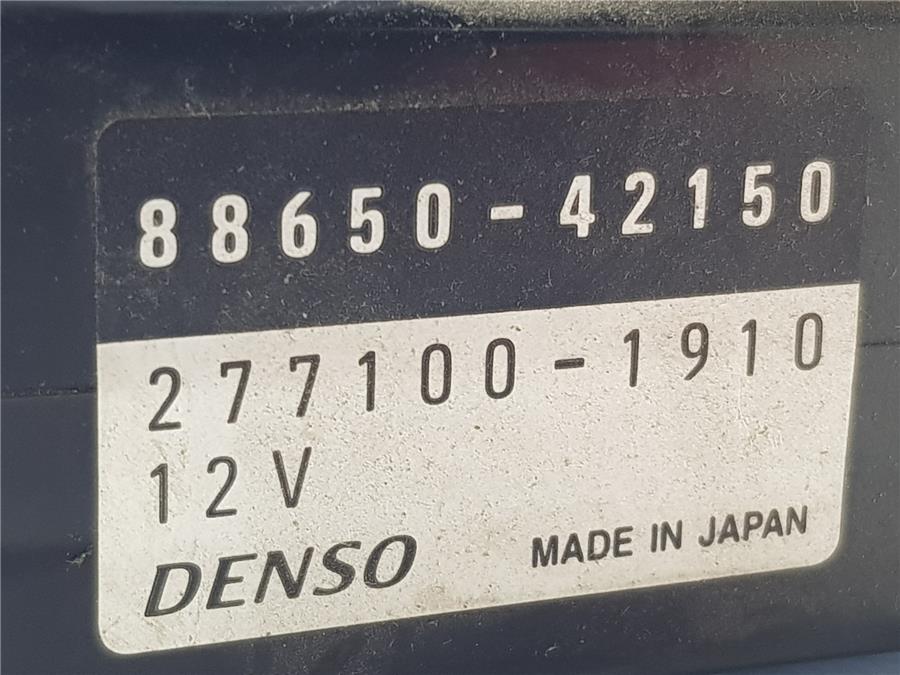 88650-42150
277100-1910
12V
DENSO MADE IN JAPAN